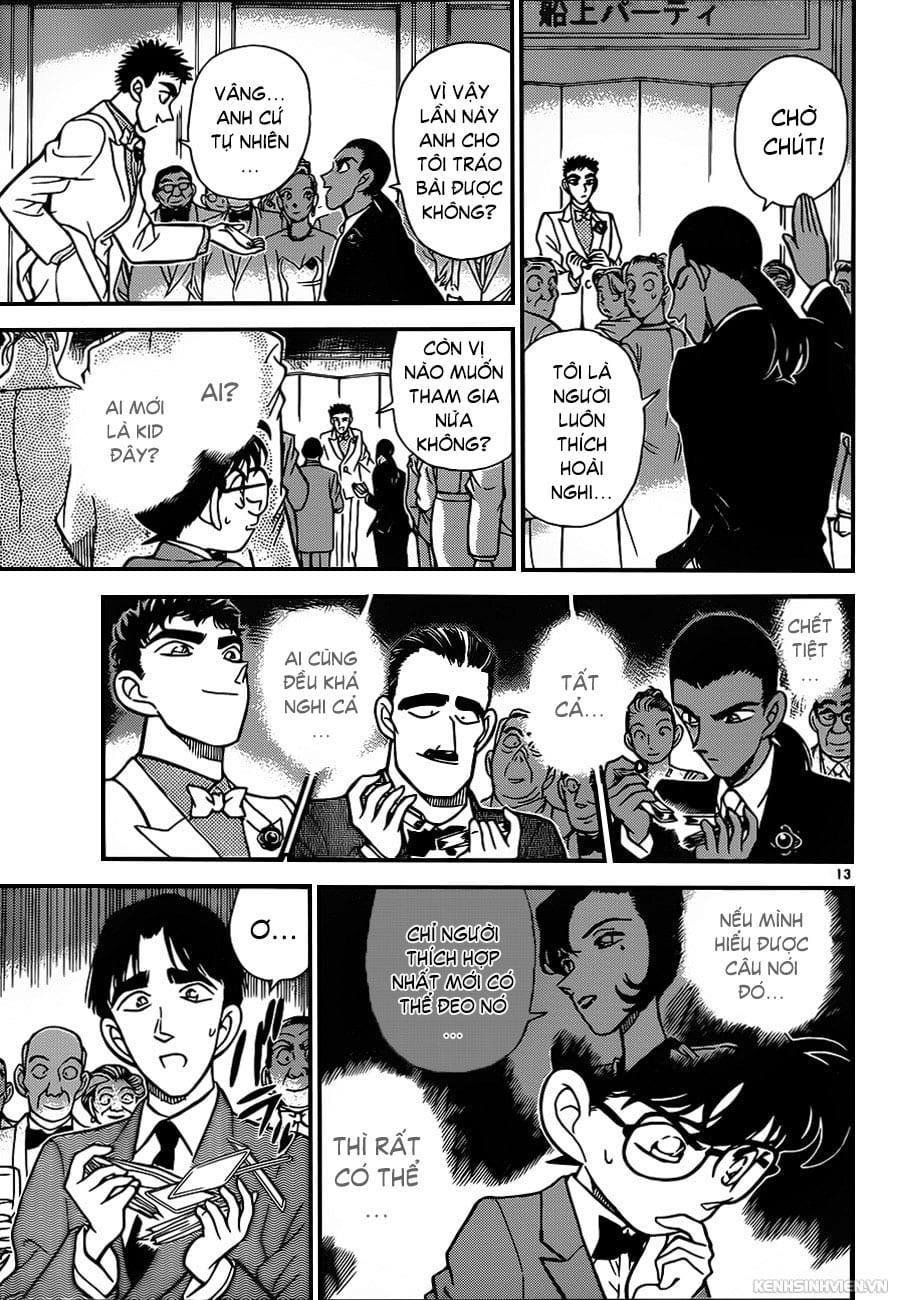 船上パーティ
CHỜ
CHÚT!
TÔI LÀ
NGƯỜI
LUÔN
THÍCH
HOÀI
NGHI...
VÌ VẬY
LẦN NÀY
ANH CHO
TÔI TRÁO
BÀI ĐƯỢC
KHÔNG?
VÂNG...
ANH CỨ
TỰ NHIÊN
...
CÒN VỊ
NÀO MUỐN
THAM GIA
NỮA
KHÔNG?
AI?
AI MỚI
LÀ KID
ĐÂY?
CHẾT
TIỆT
...
TẤT
CẢ...
AI CŨNG
ĐỀU KHẢ
NGHI CẢ
...
13
NẾU MÌNH
HIỂU ĐƯỢC
CÂU NÓI
ĐÓ...
CHỈ NGƯỜI
THÍCH HỢP
NHẤT MỚI CÓ
THỂ ĐEO NÓ
...
THÌ RẤT
CÓ THỂ
...
Ơ...
KENHSINHVIEN.VN